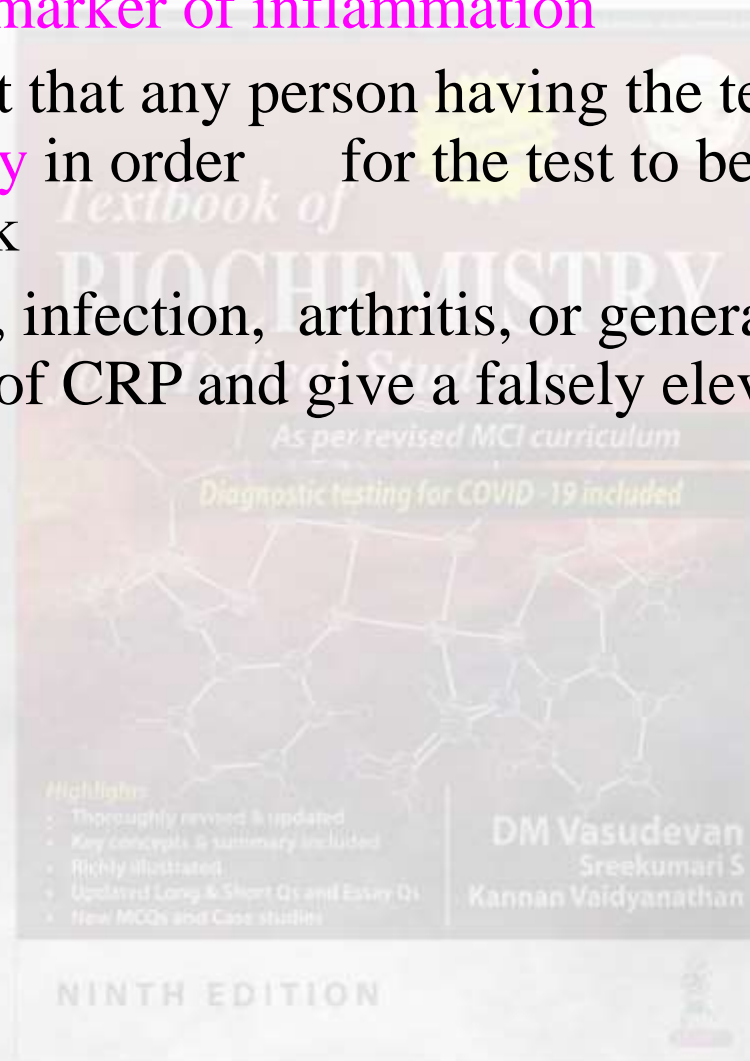 marker of inflammation
t that any person having the te
y in order for the test to be
k
, infection, arthritis, or genera
of CRP and give a falsely elev
Textbook of
BIOCHEMISTRY
for Medical Students
As per revised MCI curriculum
Diagnostic testing for COVID -19 included
Highlights
• Thoroughly revised & updated
• Key concepts & summary included
• Richly illustrated
• Updated Long & Short Qs and Essay Qs
• New MCQs and Case studies
DM Vasudevan
Sreekumari S
Kannan Vaidyanathan
NINTH EDITION